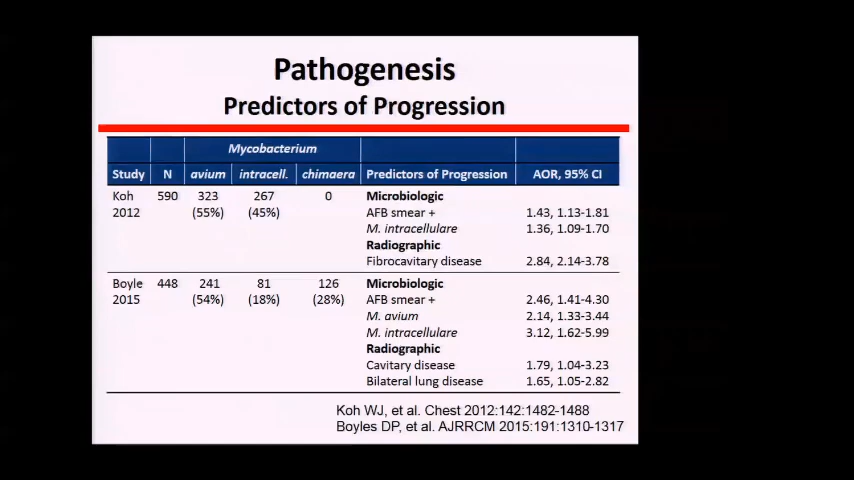 Pathogenesis
Predictors of Progression
Mycobacterium
Study N avium intracell. chimaera Predictors of Progression AOR, 95% CI
Koh 590 323 267 0 Microbiologic
2012 (55%) (45%) AFB smear + 1.43, 1.13-1.81
M. intracellulare 1.36, 1.09-1.70
Radiographic
Fibrocavitary disease 2.84, 2.14-3.78
Boyle 448 241 81 126 Microbiologic
2015 (54%) (18%) (28%) AFB smear + 2.46, 1.41-4.30
M. avium 2.14, 1.33-3.44
M. intracellulare 3.12, 1.62-5.99
Radiographic
Cavitary disease 1.79, 1.04-3.23
Bilateral lung disease 1.65, 1.05-2.82
Koh WJ, et al. Chest 2012:142:1482-1488
Boyles DP, et al. AJRRCM 2015:191:1310-1317